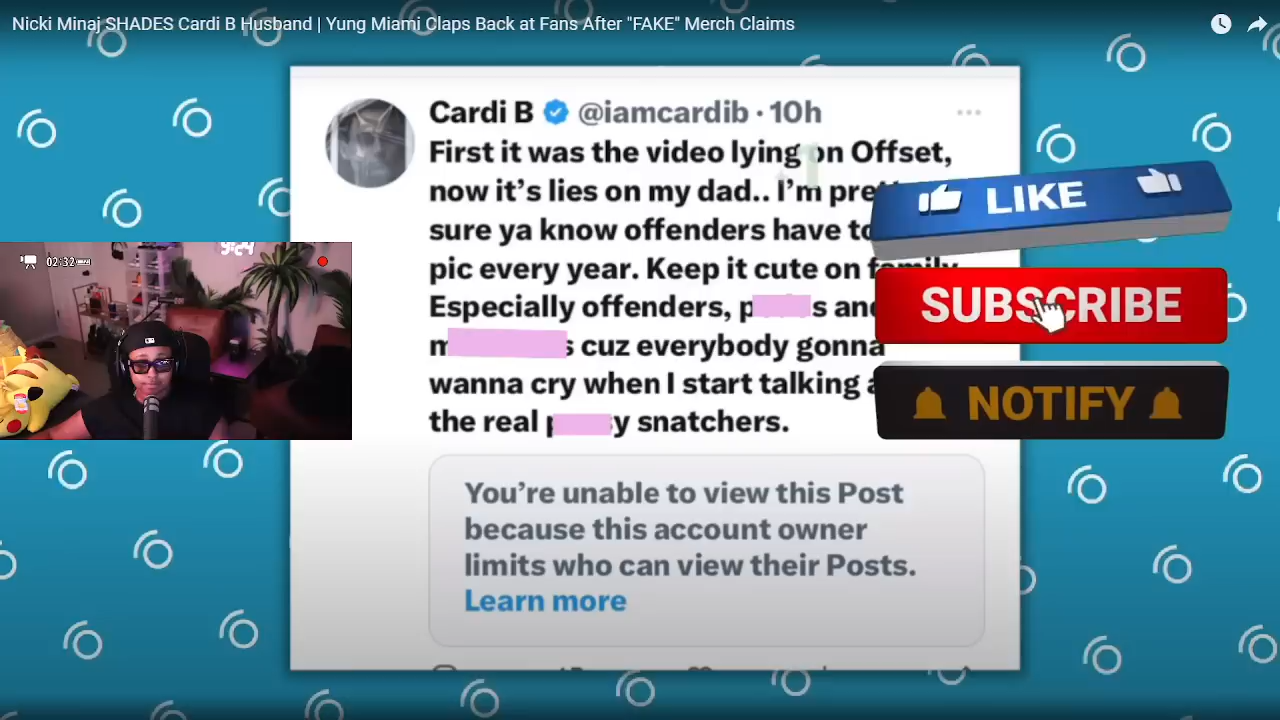 Nicki Minaj SHADES Cardi B Husband | Yung Miami Claps Back at Fans After "FAKE" Merch Claims
Cardi B @iamcardib · 10h
First it was the video lying on Offset,
now it's lies on my dad.. I'm
sure ya know offenders have
pic every year. Keep it cute on family
Especially offenders,
cuz everybody gonna
wanna cry when I start talking
the real snatchers.
You're unable to view this Post
because this account owner
limits who can view their Posts.
Learn more
LIKE
SUBSCRIBE
NOTIFY
9:24
02:32